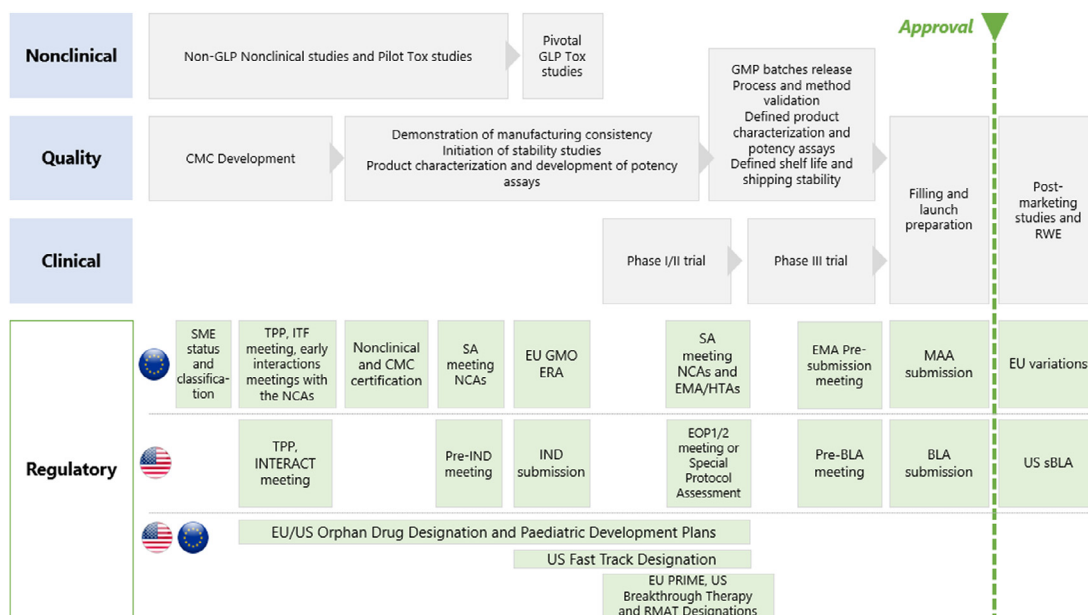 Approval
Nonclinical
Non-GLP Nonclinical studies and Pilot Tox studies
Pivotal
GLP Tox
studies
Quality
CMC Development
Demonstration of manufacturing consistency
Initiation of stability studies
Product characterization and development of potency
assays
GMP batches release
Process and method
validation
Defined product
characterization and
potency assays
Defined shelf life and
shipping stability
Filling and
launch
preparation
Post-
marketing
studies and
RWE
Clinical
Phase I/II trial
Phase III trial
Regulatory
SME
status
and
classifica-
tion
TPP, ITF
meeting, early
interactions
meetings with
the NCAs
Nonclinical
and CMC
certification
SA
meeting
NCAs
EU GMO
ERA
SA
meeting
NCAs and
EMA/HTAs
EMA Pre-
submission
meeting
MAA
submission
EU variations
TPP,
INTERACT
meeting
Pre-IND
meeting
IND
submission
EOP1/2
meeting or
Special
Protocol
Assessment
Pre-BLA
meeting
BLA
submission
US sBLA
EU/US Orphan Drug Designation and Paediatric Development Plans
US Fast Track Designation
EU PRIME, US
Breakthrough Therapy
and RMAT Designations